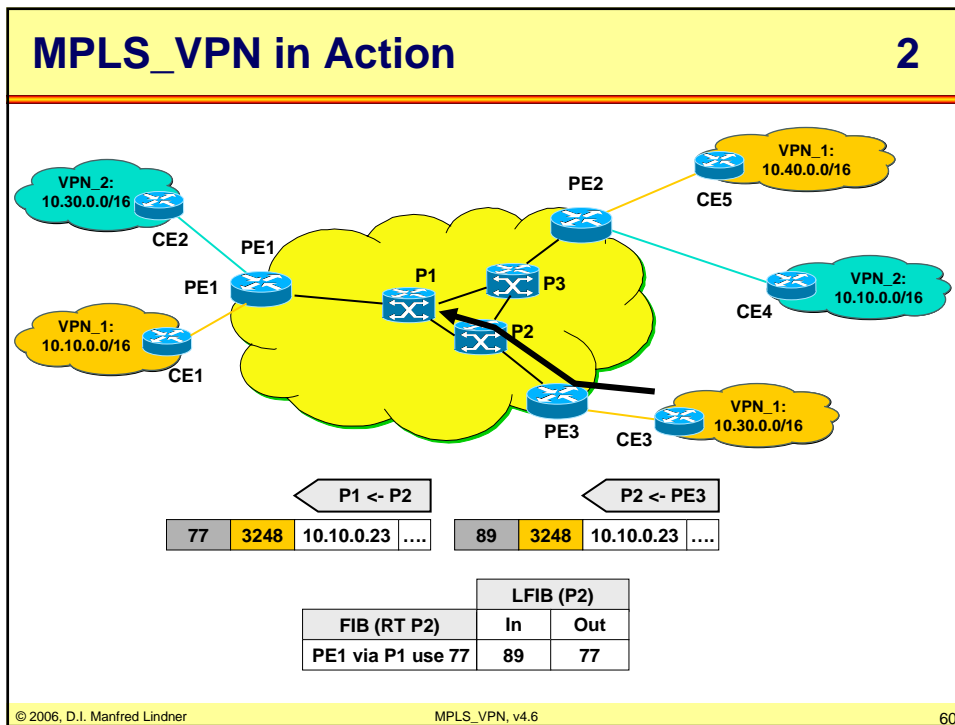 MPLS_VPN in Action 2
VPN_1:
10.40.0.0/16
CE5
PE2
VPN_2:
10.30.0.0/16
CE2
PE1
PE1
P1
P3
VPN_2:
10.10.0.0/16
CE4
VPN_1:
10.10.0.0/16
CE1
P2
PE3
CE3
VPN_1:
10.30.0.0/16
P1 <- P2
P2 <- PE3
77 3248 10.10.0.23 ....
89 3248 10.10.0.23 ....
LFIB (P2)
FIB (RT P2) In Out
PE1 via P1 use 77 89 77
© 2006, D.I. Manfred Lindner MPLS_VPN, v4.6 60